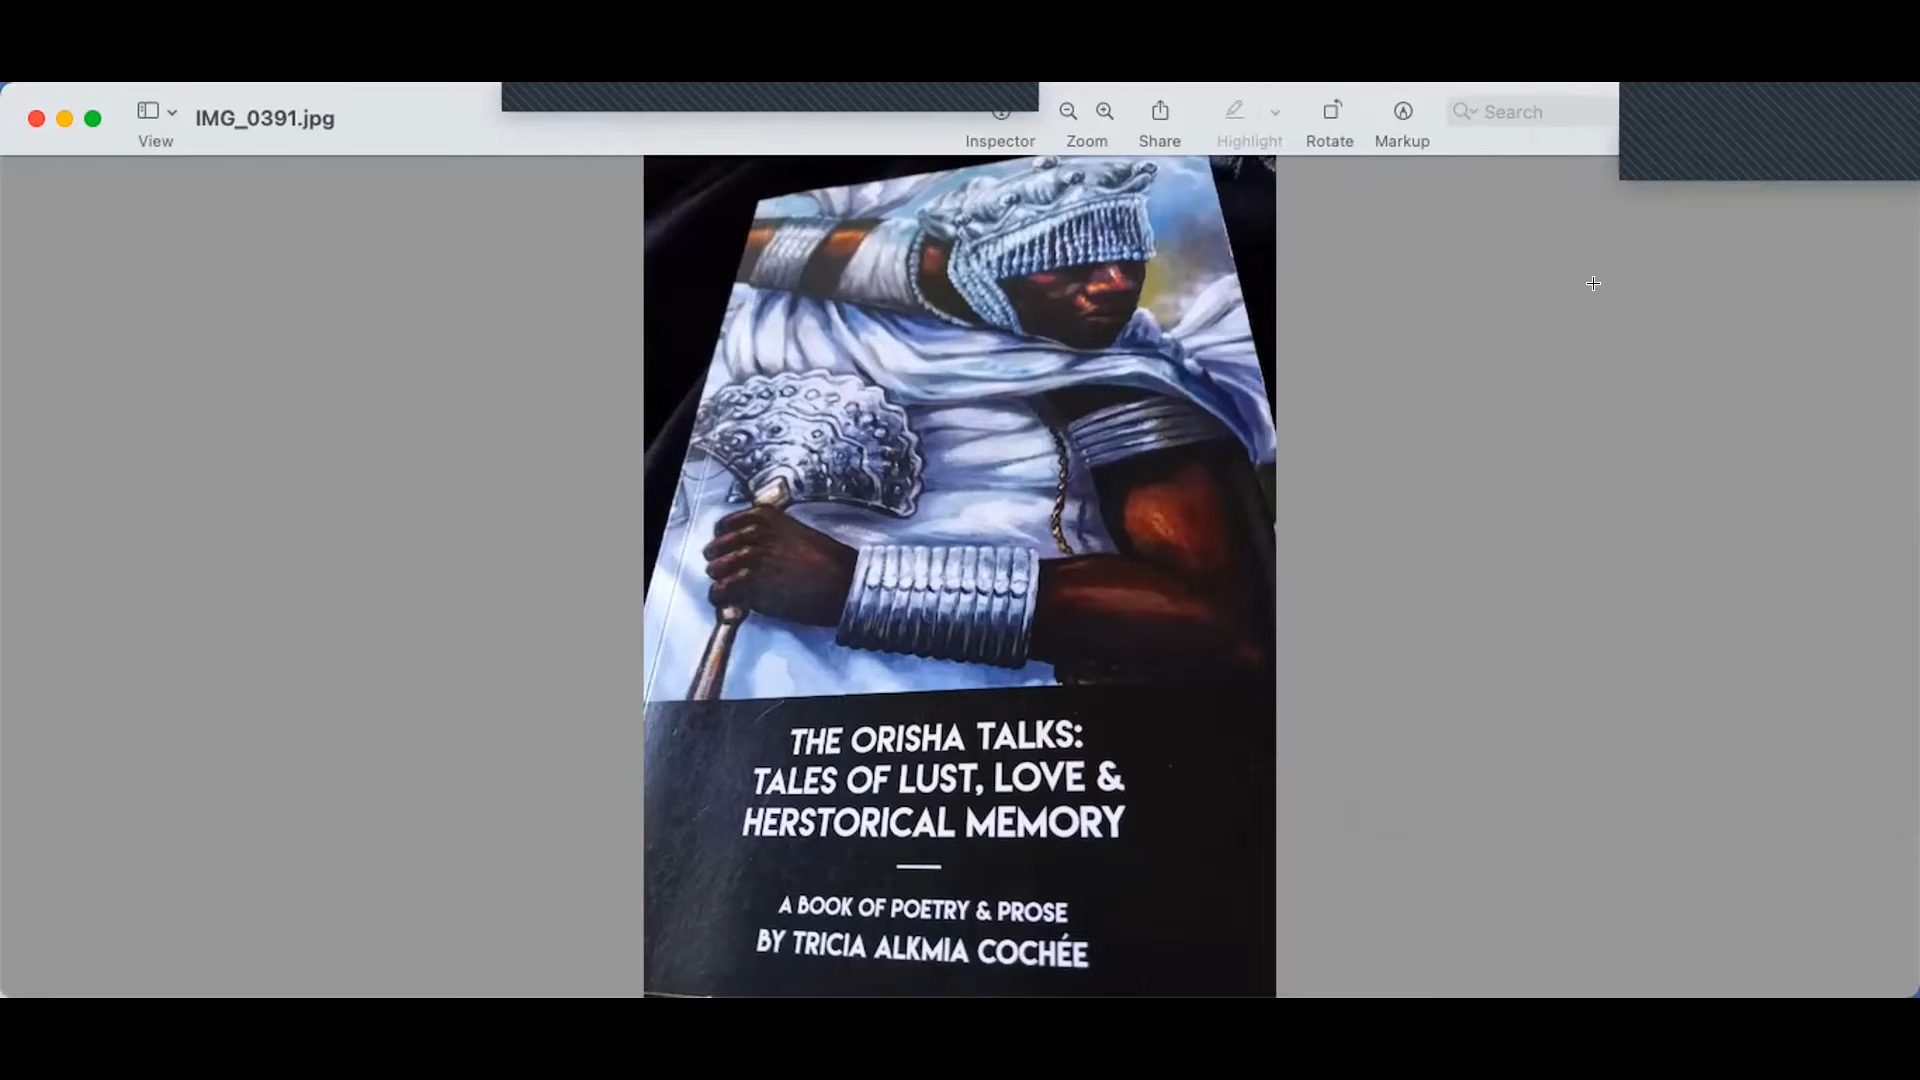 IMG_0391.jpg
View
Inspector
Zoom
Share
Highlight
Rotate
Markup
Search
THE ORISHA TALKS:
TALES OF LUST, LOVE &
HERSTORICAL MEMORY
A BOOK OF POETRY & PROSE
BY TRICIA ALKMIA COCHÉE